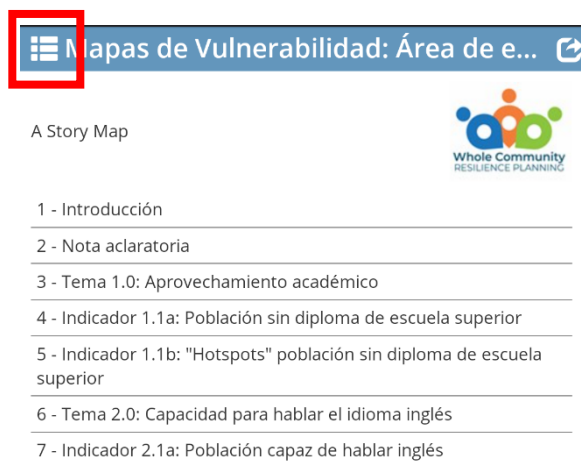 Mapas de Vulnerabilidad: Área de e...
A Story Map
Whole Community
RESILIENCE PLANNING
1 - Introducción
2 - Nota aclaratoria
3 - Tema 1.0: Aprovechamiento académico
4 - Indicador 1.1a: Población sin diploma de escuela superior
5 - Indicador 1.1b: "Hotspots" población sin diploma de escuela
superior
6 - Tema 2.0: Capacidad para hablar el idioma inglés
7 - Indicador 2.1a: Población capaz de hablar inglés